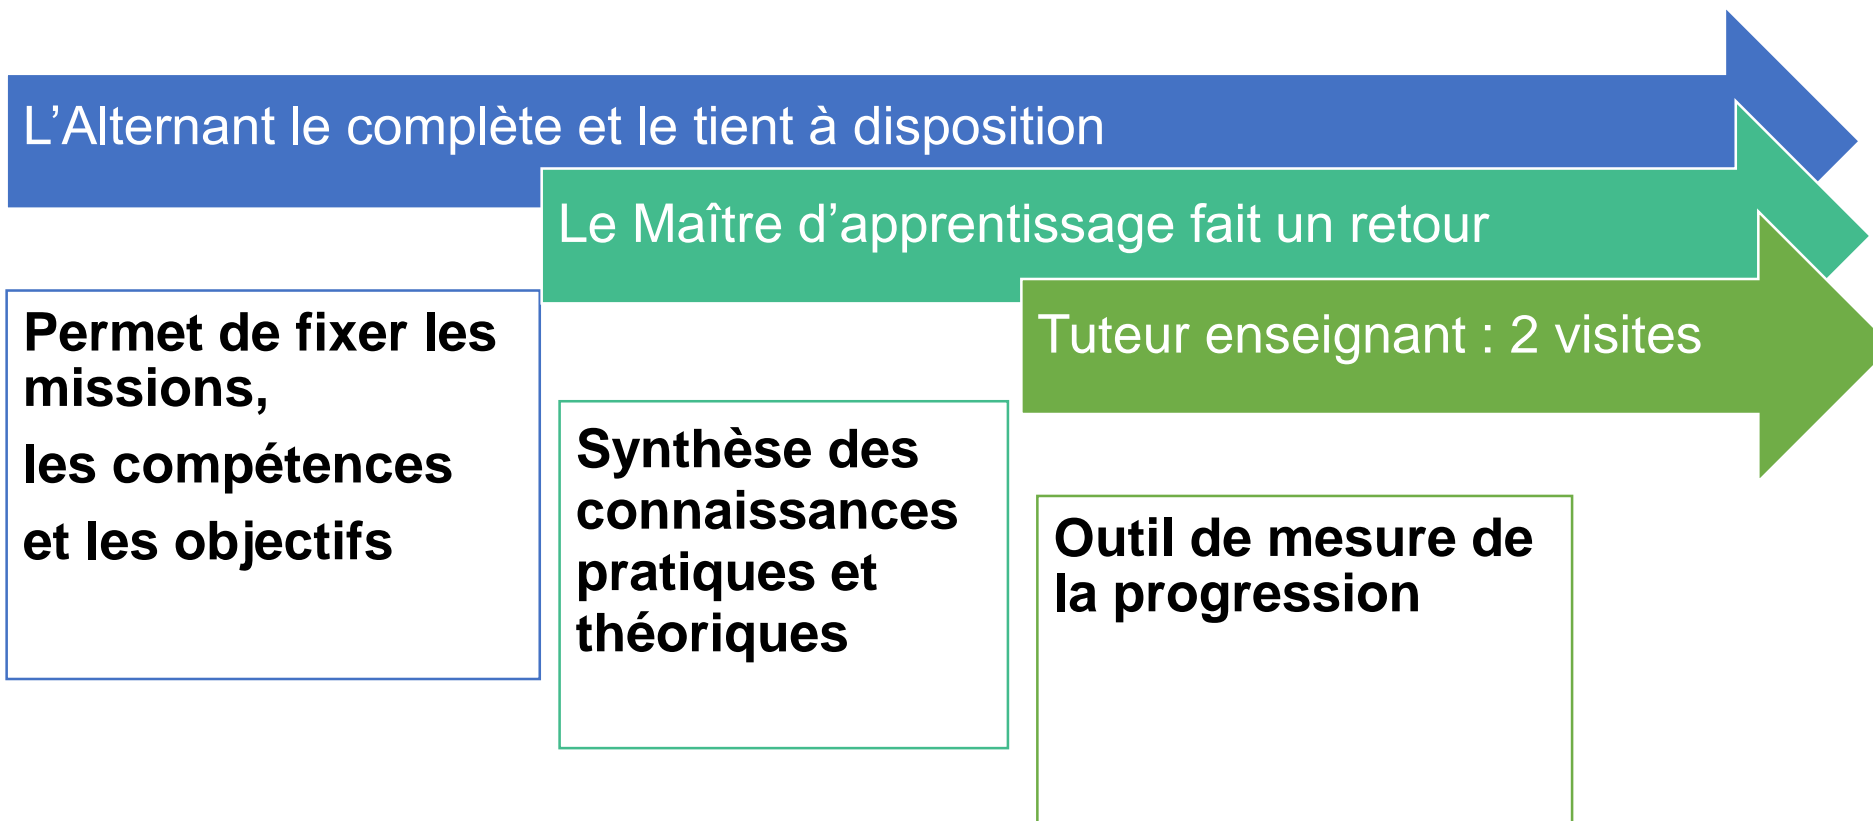 L’Alternant le complète et le tient à disposition
Le Maître d’apprentissage fait un retour
Tuteur enseignant : 2 visites
Permet de fixer les
missions,
les compétences
et les objectifs
Synthèse des
connaissances
pratiques et
théoriques
Outil de mesure de
la progression